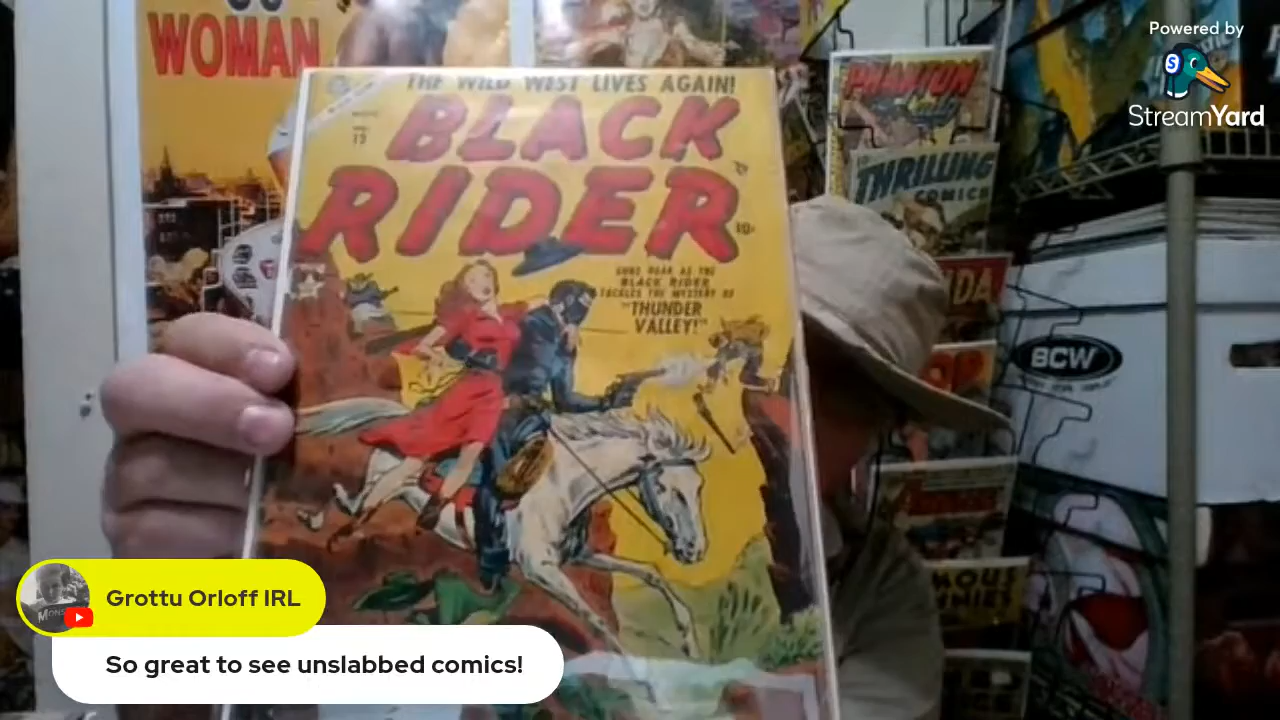 WOMAN
THE WILD WEST LIVES AGAIN!
BLACK
RIDER
10¢
GUNS ROAR AS THE
BLACK RIDER
TACKLES THE MYSTERY OF
"THUNDER
VALLEY!"
PHANTOM
THRILLING
COMICS
BCW
Powered by
StreamYard
Grottu Orloff IRL
So great to see unslabbed comics!